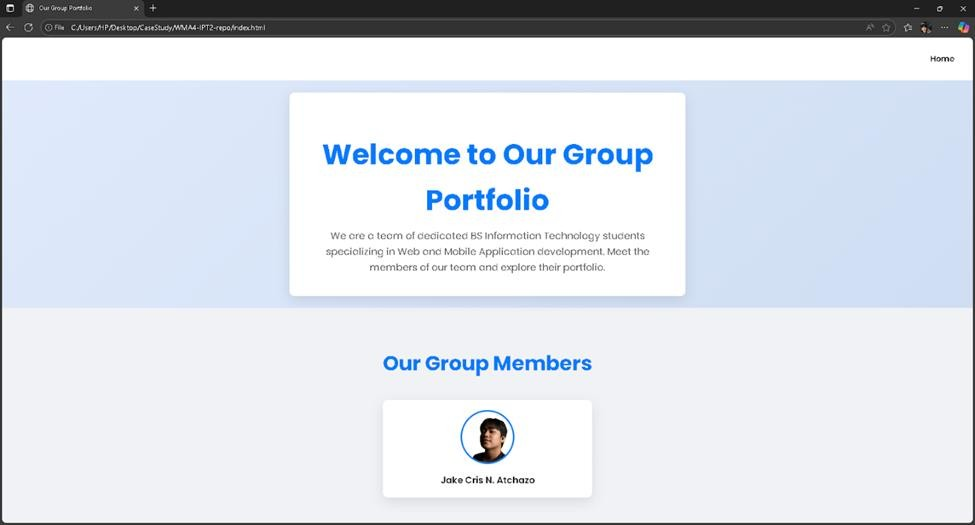 Our Group Portfolio
File
C:/Users/HP/Desktop/CaseStudy/WMA4-IPT2-repo/index.html
Home
Welcome to Our Group
Portfolio
We are a team of dedicated BS Information Technology students
specializing in Web and Mobile Application development. Meet the
members of our team and explore their portfolio.
Our Group Members
Jake Cris N. Atchazo